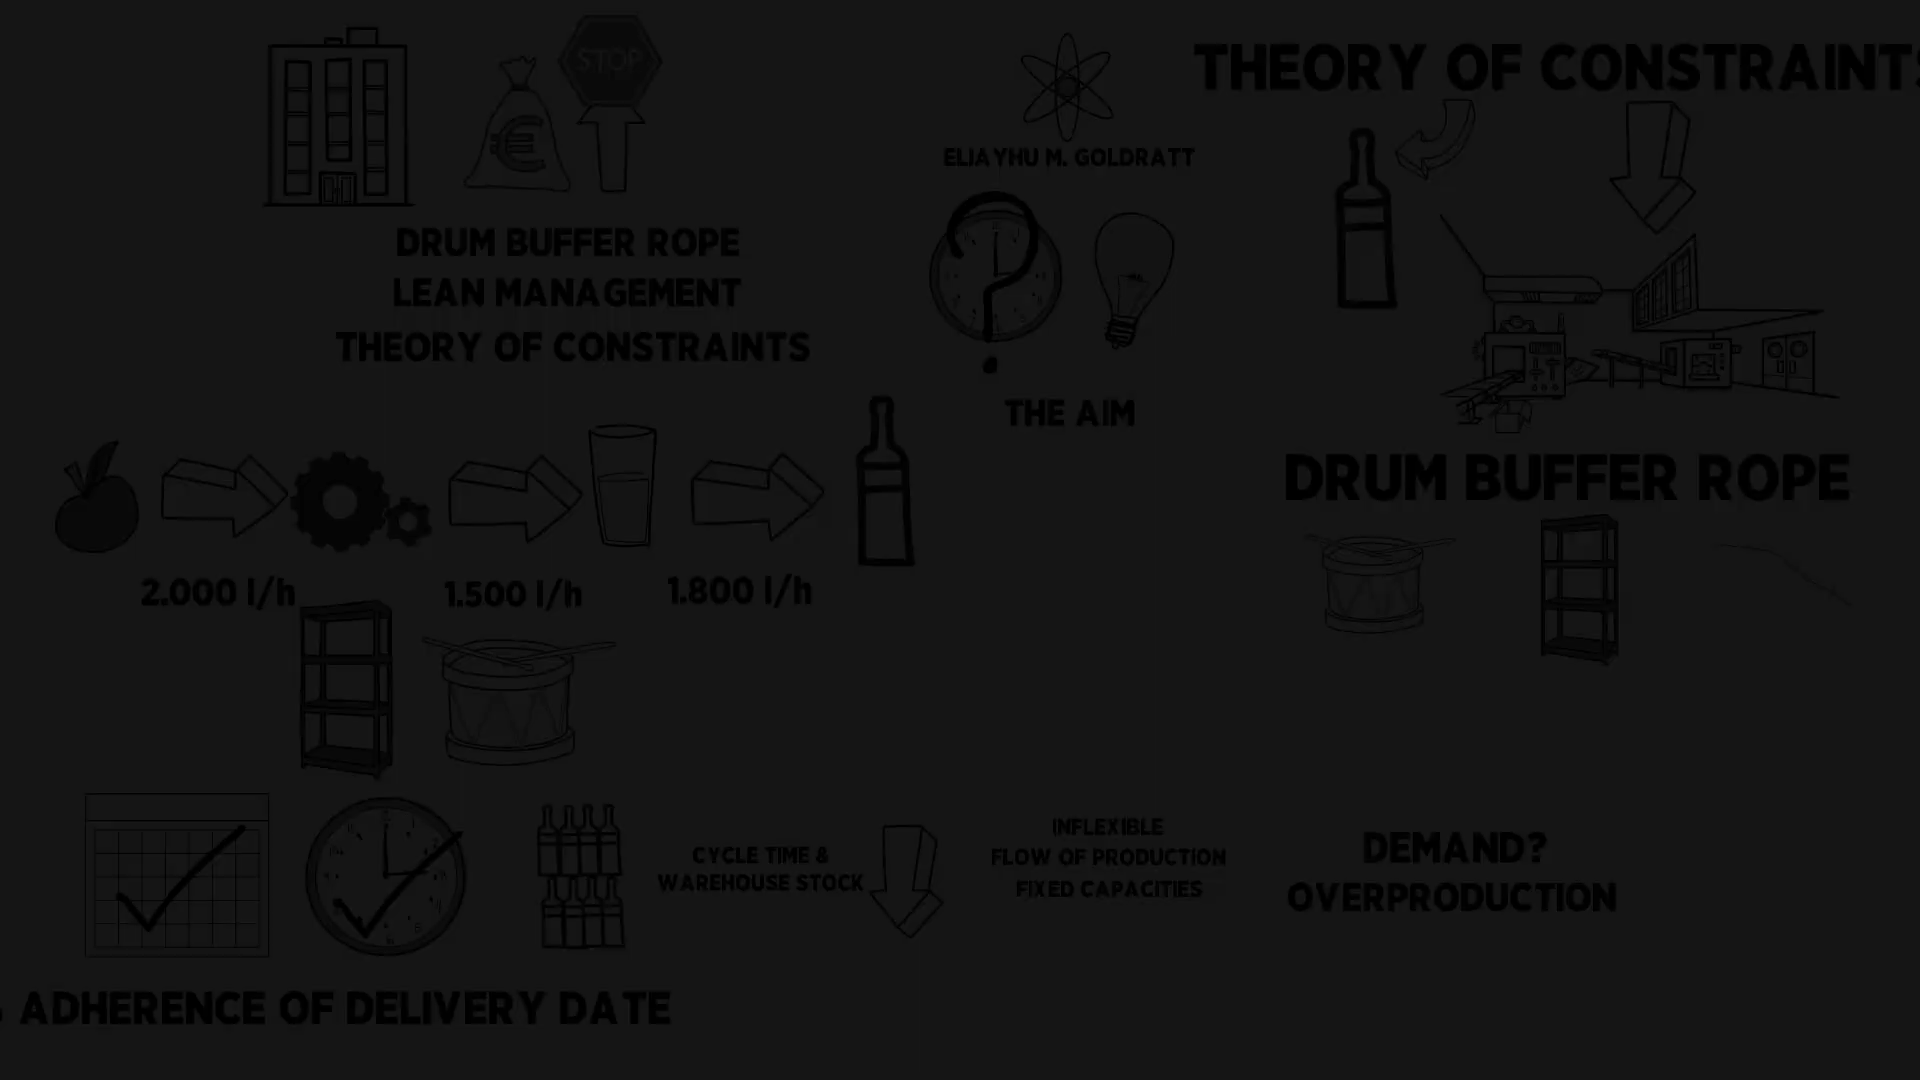 STOP
DRUM BUFFER ROPE
LEAN MANAGEMENT
THEORY OF CONSTRAINTS
ELIAYHU M. GOLDRATT
THE AIM
THEORY OF CONSTRAINTS
DRUM BUFFER ROPE
2.000 l/h
1.500 l/h
1.800 l/h
ADHERENCE OF DELIVERY DATE
CYCLE TIME &
WAREHOUSE STOCK
INFLEXIBLE
FLOW OF PRODUCTION
FIXED CAPACITIES
DEMAND?
OVERPRODUCTION